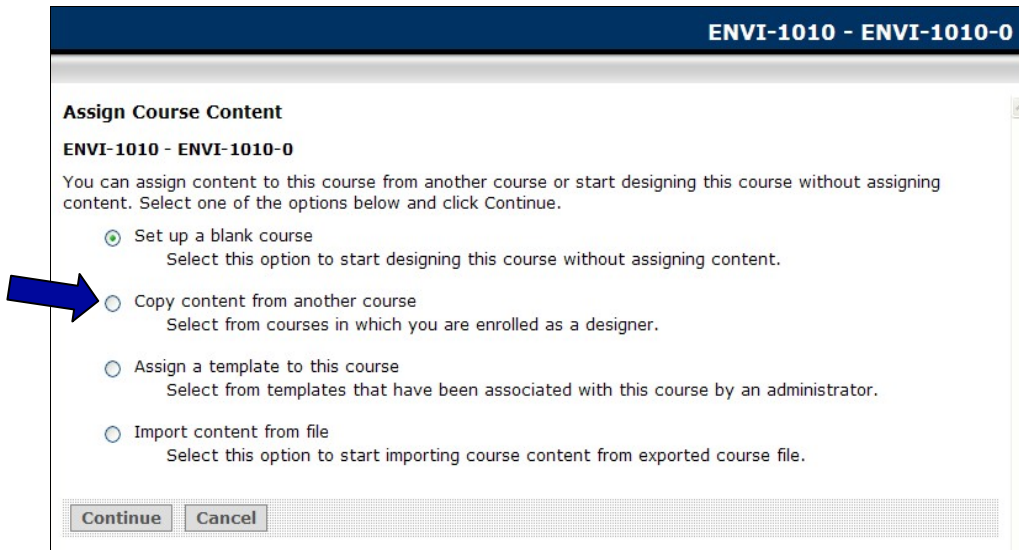 ENVI-1010 - ENVI-1010-0
Assign Course Content
ENVI-1010 - ENVI-1010-0
You can assign content to this course from another course or start designing this course without assigning
content. Select one of the options below and click Continue.
Set up a blank course
Select this option to start designing this course without assigning content.
Copy content from another course
Select from courses in which you are enrolled as a designer.
Assign a template to this course
Select from templates that have been associated with this course by an administrator.
Import content from file
Select this option to start importing course content from exported course file.
Continue Cancel